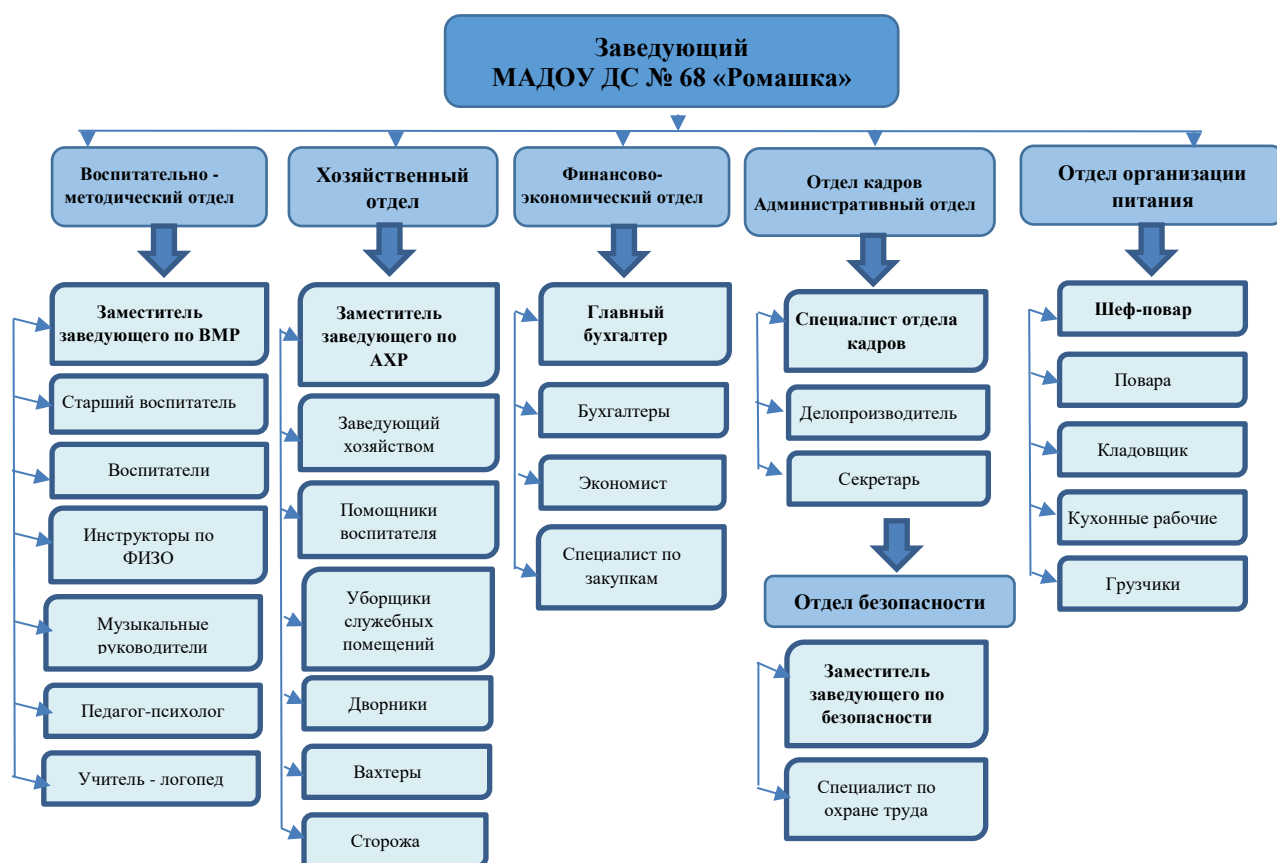 Заведующий
МАДОУ ДС № 68 «Ромашка»
Воспитательно -
методический отдел
Хозяйственный
отдел
Финансово-
экономический отдел
Отдел кадров
Административный отдел
Отдел организации
питания
Заместитель
заведующего по ВМР
Старший воспитатель
Воспитатели
Инструкторы по
ФИЗО
Музыкальные
руководители
Педагог-психолог
Учитель - логопед
Заместитель
заведующего по
АХР
Заведующий
хозяйством
Помощники
воспитателя
Уборщики
служебных
помещений
Дворники
Вахтеры
Сторожа
Главный
бухгалтер
Бухгалтеры
Экономист
Специалист по
закупкам
Специалист отдела
кадров
Делопроизводитель
Секретарь
Отдел безопасности
Заместитель
заведующего по
безопасности
Специалист по
охране труда
Шеф-повар
Повара
Кладовщик
Кухонные рабочие
Грузчики